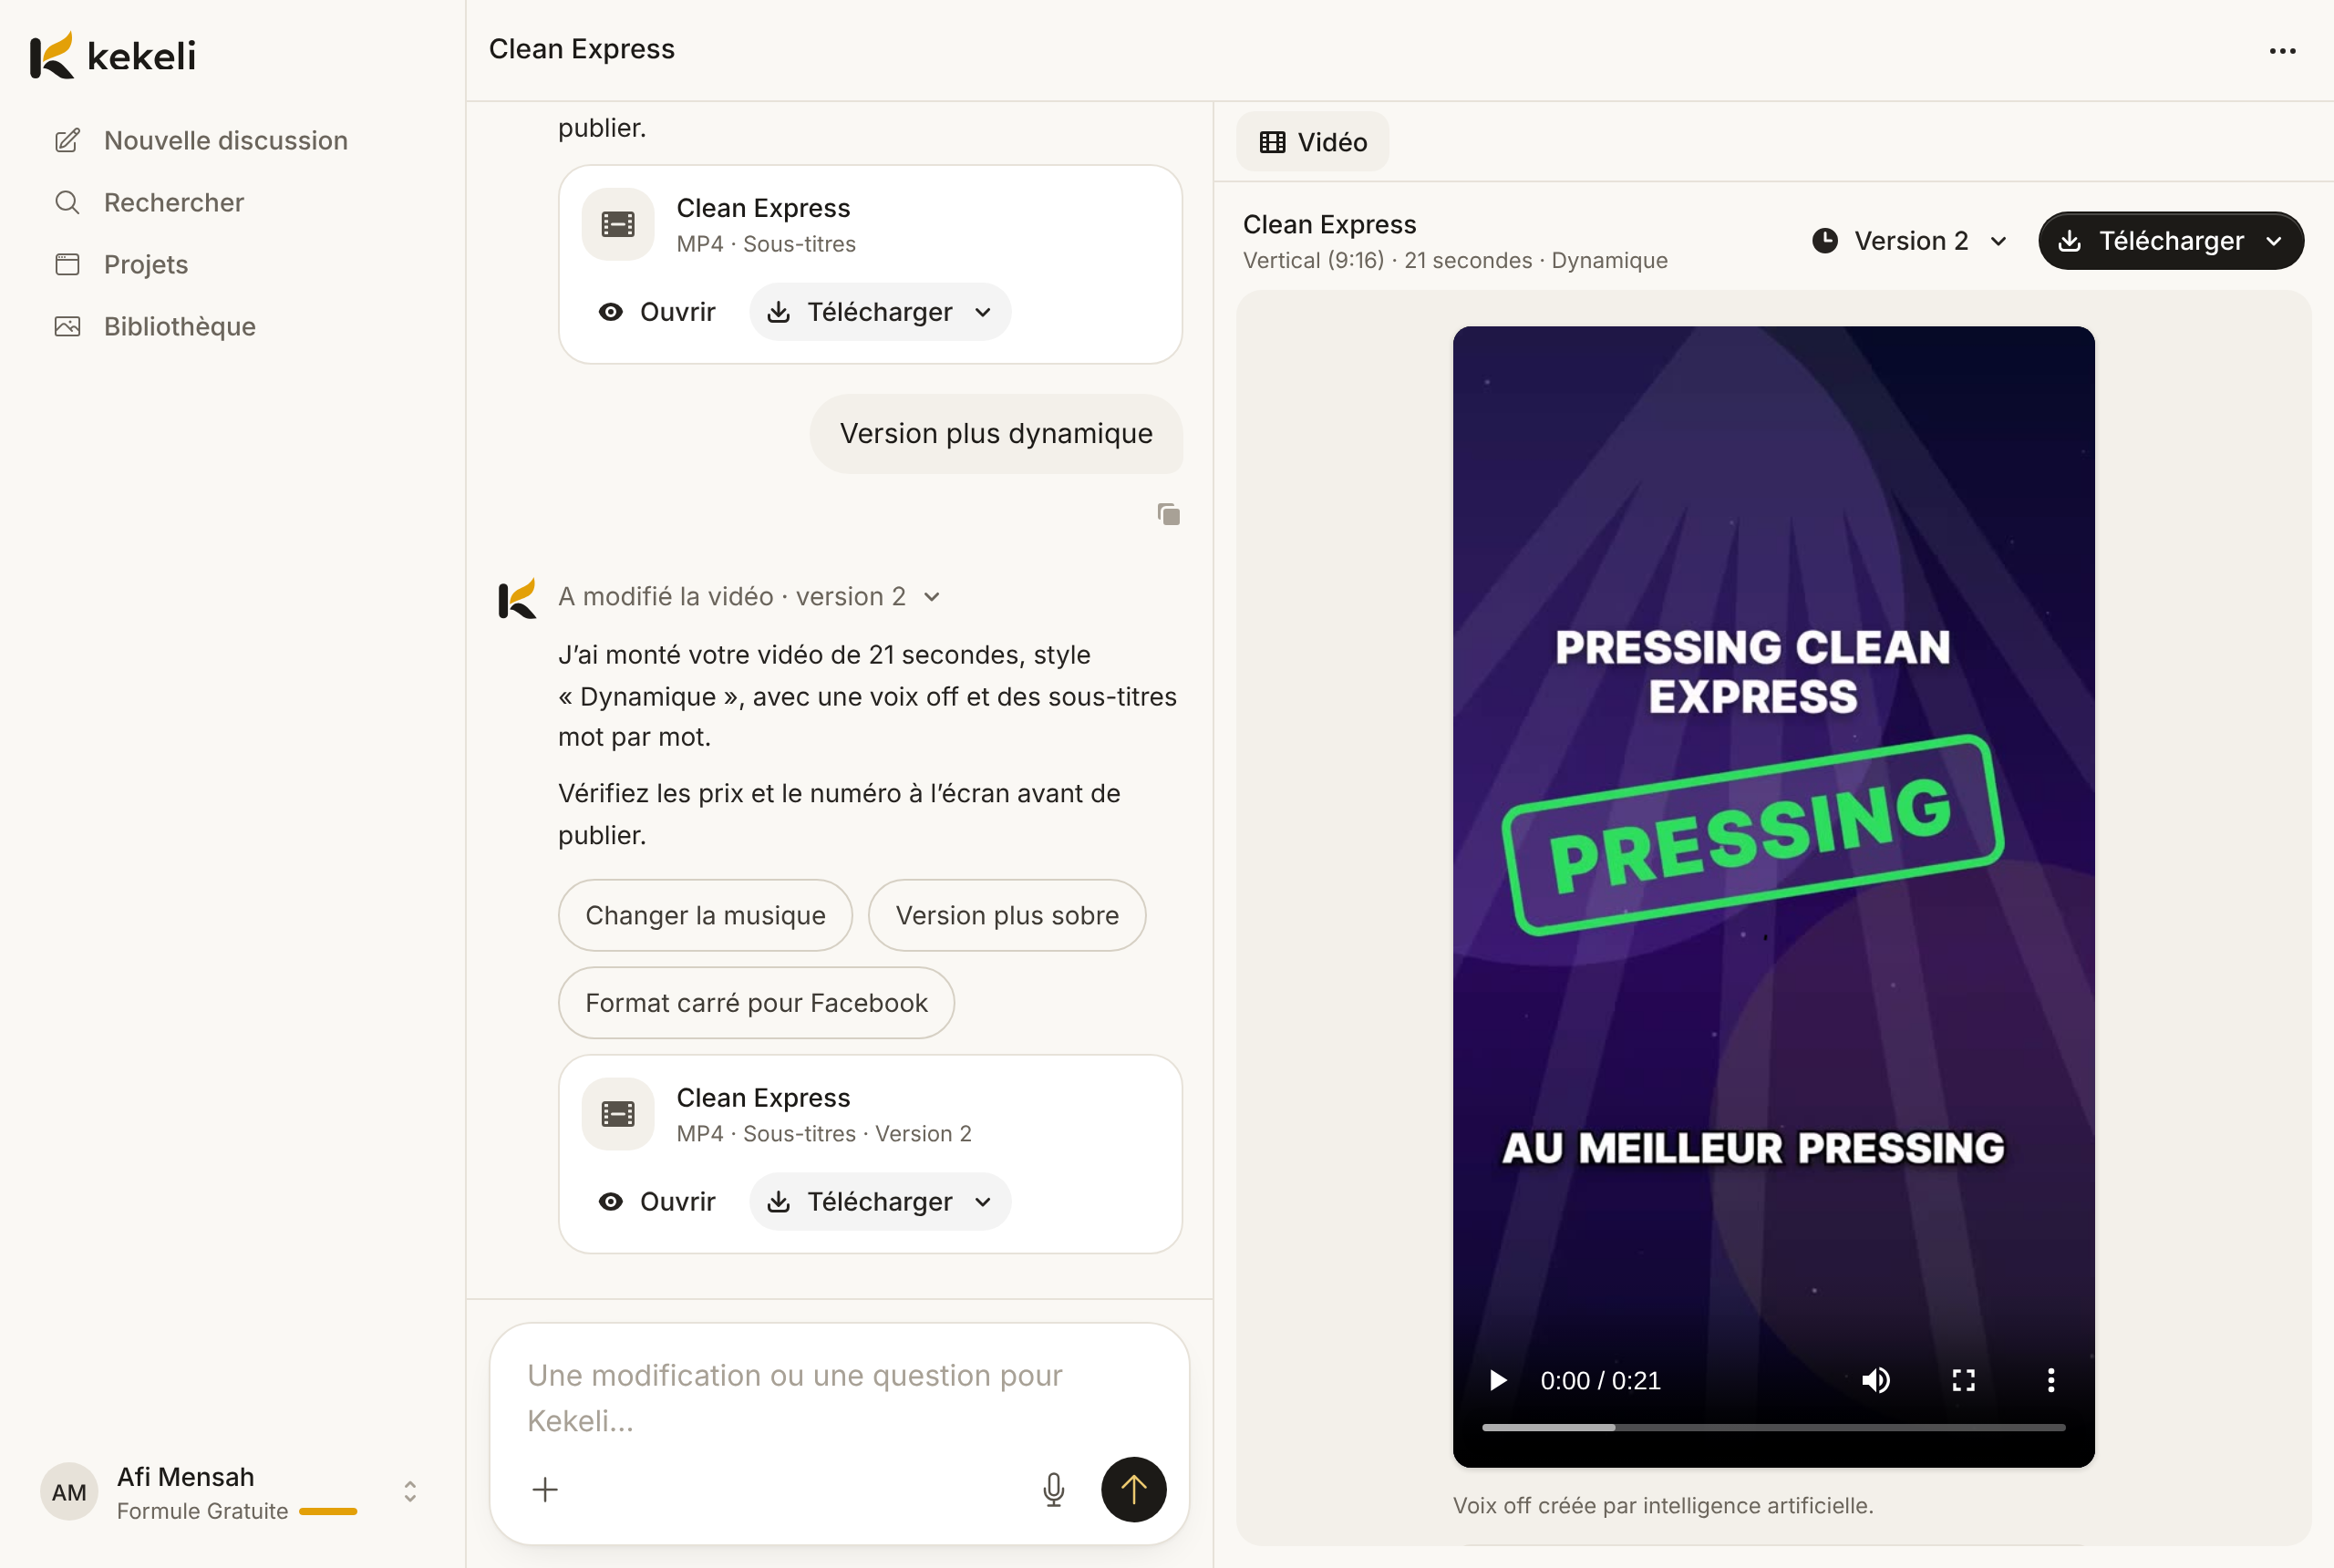 kekeli
Nouvelle discussion
Rechercher
Projets
Bibliothèque
AM
Afi Mensah
Formule Gratuite
Clean Express
publier.
Clean Express
MP4 · Sous-titres
Ouvrir
Télécharger
Version plus dynamique
A modifié la vidéo · version 2
J’ai monté votre vidéo de 21 secondes, style
« Dynamique », avec une voix off et des sous-titres
mot par mot.
Vérifiez les prix et le numéro à l’écran avant de
publier.
Changer la musique
Version plus sobre
Format carré pour Facebook
Clean Express
MP4 · Sous-titres · Version 2
Ouvrir
Télécharger
Une modification ou une question pour
Kekeli...
Vidéo
Clean Express
Vertical (9:16) · 21 secondes · Dynamique
Version 2
Télécharger
PRESSING CLEAN
EXPRESS
PRESSING
AU MEILLEUR PRESSING
0:00 / 0:21
Voix off créée par intelligence artificielle.